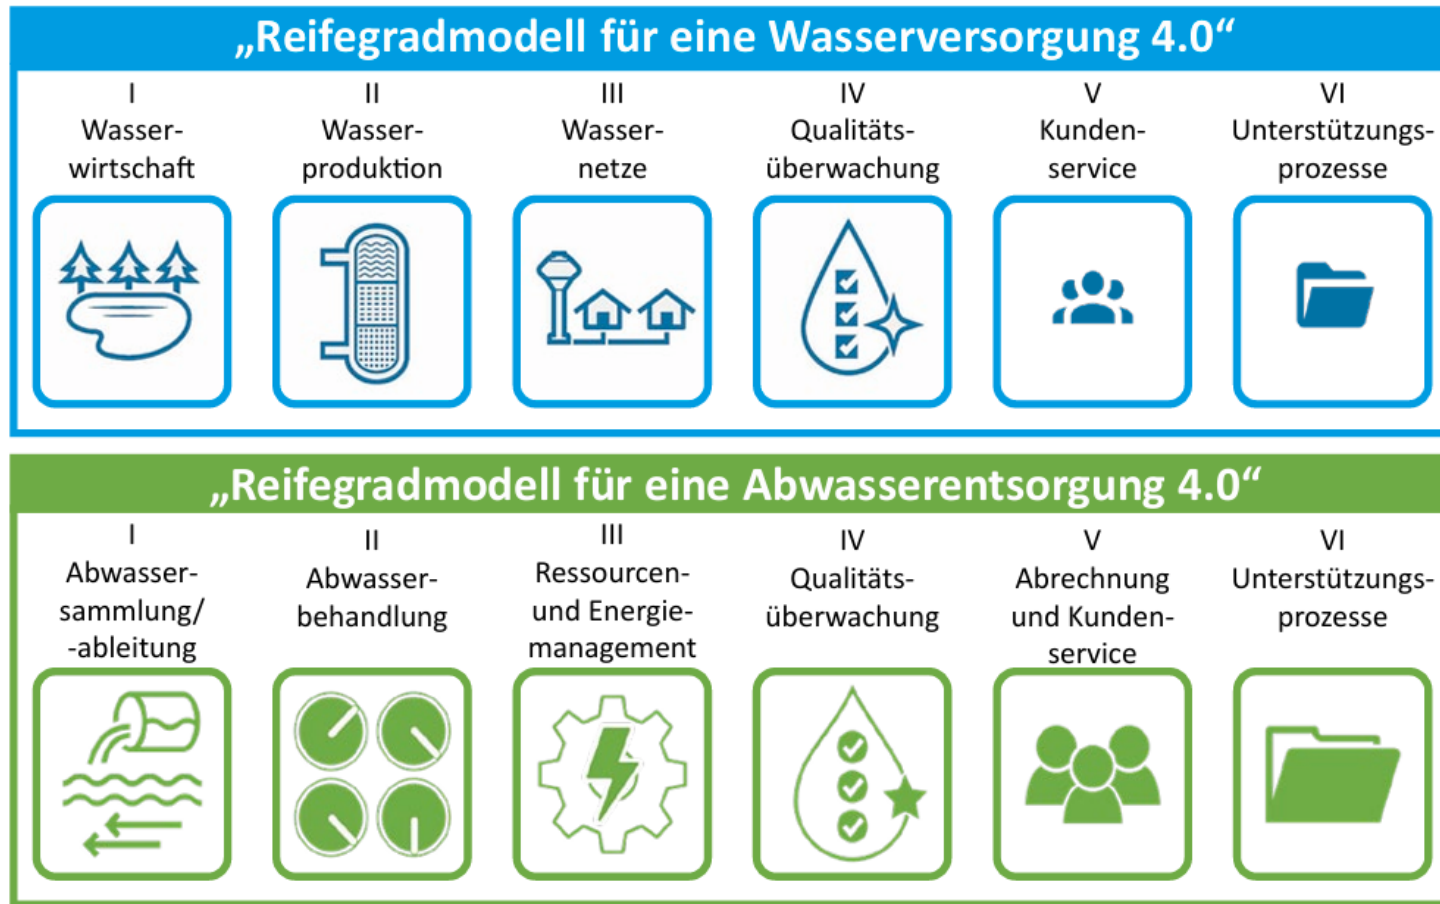 „Reifegradmodell für eine Wasserversorgung 4.0“
I
Wasser-
wirtschaft
II
Wasser-
produktion
III
Wasser-
netze
IV
Qualitäts-
überwachung
V
Kunden-
service
VI
Unterstützungs-
prozesse
„Reifegradmodell für eine Abwasserentsorgung 4.0“
I
Abwasser-
sammlung/
-ableitung
II
Abwasser-
behandlung
III
Ressourcen-
und Energie-
management
IV
Qualitäts-
überwachung
V
Abrechnung
und Kunden-
service
VI
Unterstützungs-
prozesse